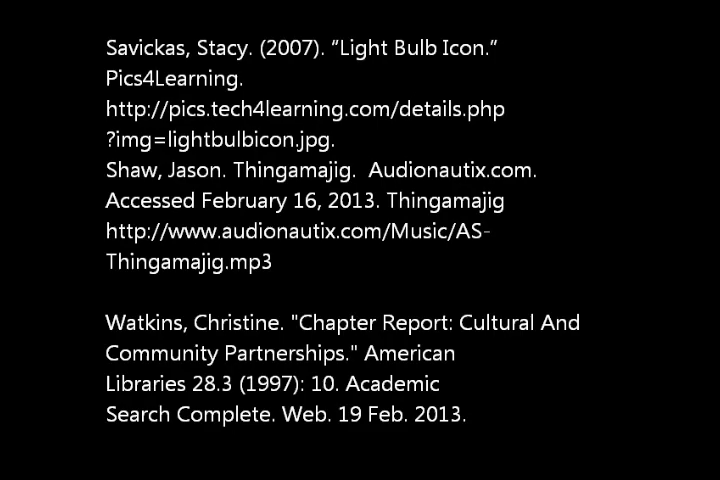 Savickas, Stacy. (2007). “Light Bulb Icon.”
Pics4Learning.
http://pics.tech4learning.com/details.php
?img=lightbulbicon.jpg.
Shaw, Jason. Thingamajig.  Audionautix.com.
Accessed February 16, 2013. Thingamajig
http://www.audionautix.com/Music/AS-
Thingamajig.mp3
Watkins, Christine. "Chapter Report: Cultural And
Community Partnerships." American
Libraries 28.3 (1997): 10. Academic
Search Complete. Web. 19 Feb. 2013.